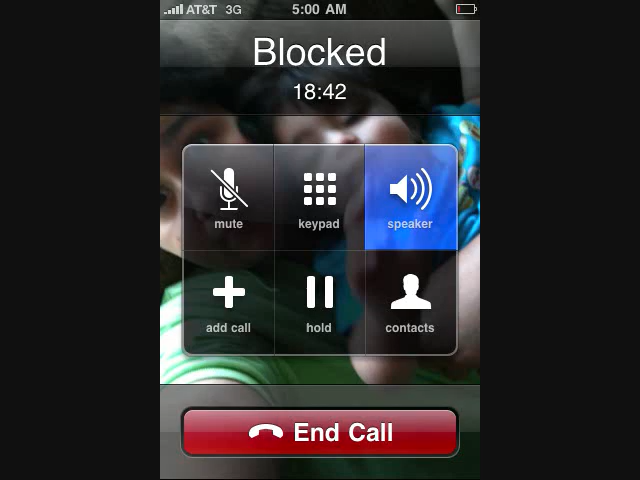 AT&T 3G 5:00 AM
Blocked
18:42
mute keypad speaker
add call hold contacts
End Call